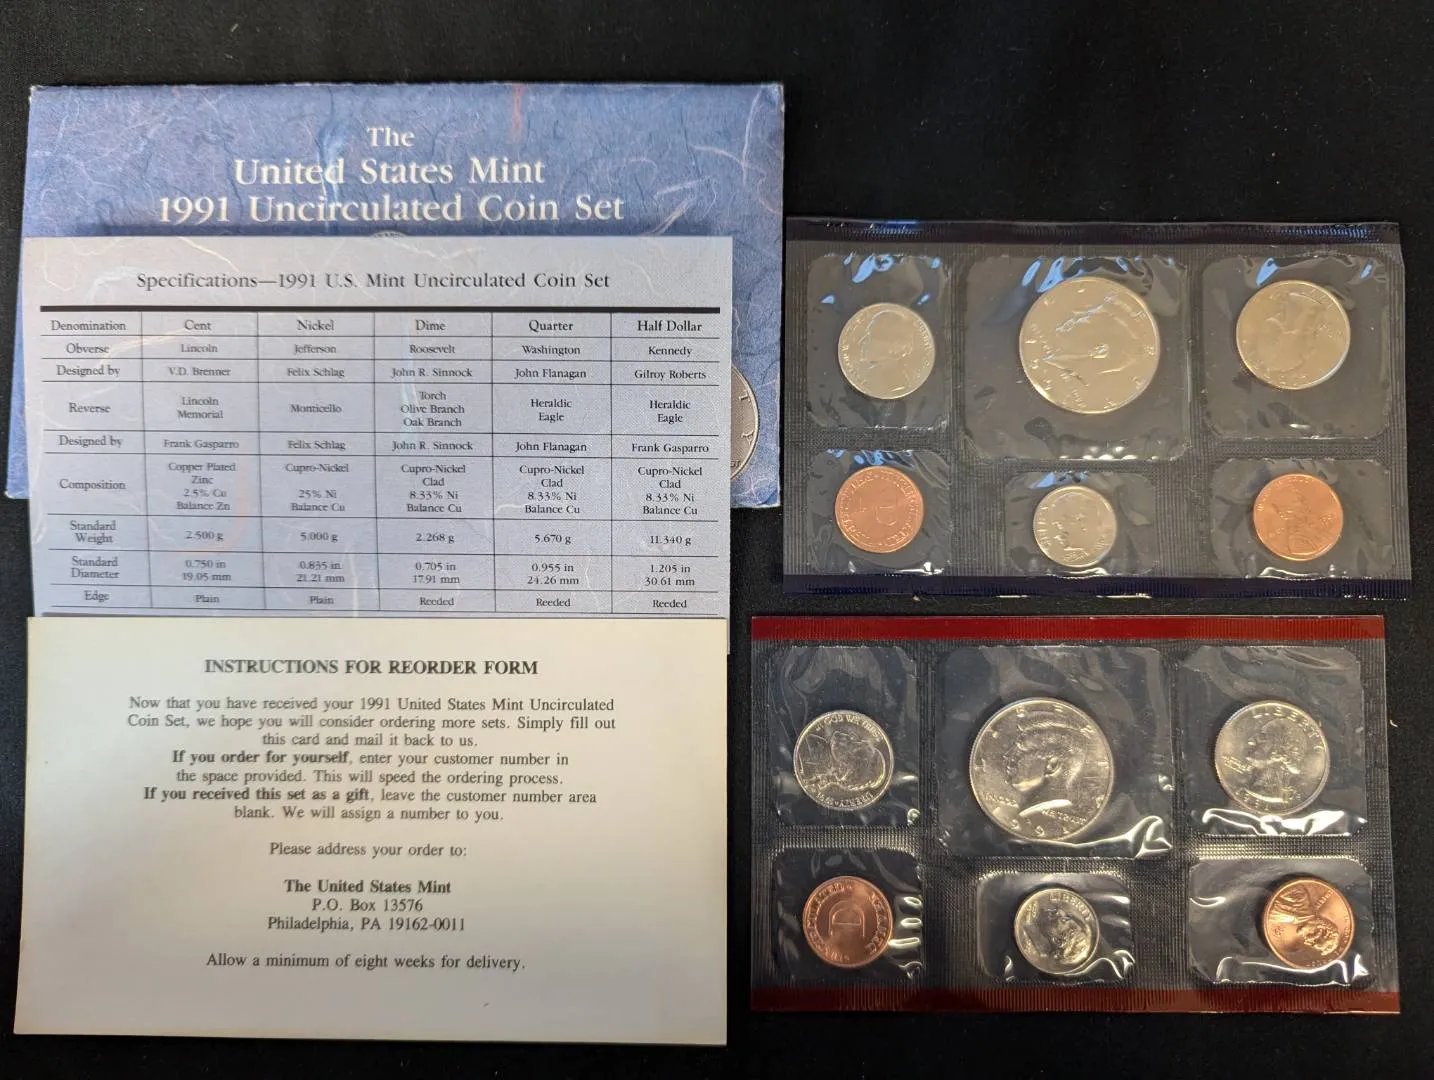 The
United States Mint
1991 Uncirculated Coin Set
Specifications—1991 U.S. Mint Uncirculated Coin Set
Denomination Cent Nickel Dime Quarter Half Dollar
Obverse Lincoln Jefferson Roosevelt Washington Kennedy
Designed by V.D. Brenner Felix Schlag John R. Sinnock John Flanagan Gilroy Roberts
Reverse Lincoln Memorial Monticello Torch Olive Branch Oak Branch Heraldic Eagle Heraldic Eagle
Designed by Frank Gasparro Felix Schlag John R. Sinnock John Flanagan Frank Gasparro
Composition Copper Plated Zinc 2.5% Cu Balance Zn Cupro-Nickel 25% Ni Balance Cu Cupro-Nickel Clad 8.33% Ni Balance Cu Cupro-Nickel Clad 8.33% Ni Balance Cu Cupro-Nickel Clad 8.33% Ni Balance Cu
Standard Weight 2.500 g 5.000 g 2.268 g 5.670 g 11.340 g
Standard Diameter 0.750 in 19.05 mm 0.835 in 21.21 mm 0.705 in 17.91 mm 0.955 in 24.26 mm 1.205 in 30.61 mm
Edge Plain Plain Reeded Reeded Reeded
INSTRUCTIONS FOR REORDER FORM
Now that you have received your 1991 United States Mint Uncirculated
Coin Set, we hope you will consider ordering more sets. Simply fill out
this card and mail it back to us.
If you order for yourself, enter your customer number in
the space provided. This will speed the ordering process.
If you received this set as a gift, leave the customer number area
blank. We will assign a number to you.
Please address your order to:
The United States Mint
P.O. Box 13576
Philadelphia, PA 19162-0011
Allow a minimum of eight weeks for delivery.
D
LIBERTY
1991
LIBERTY
UNCIRCULATED
D
LIBERTY